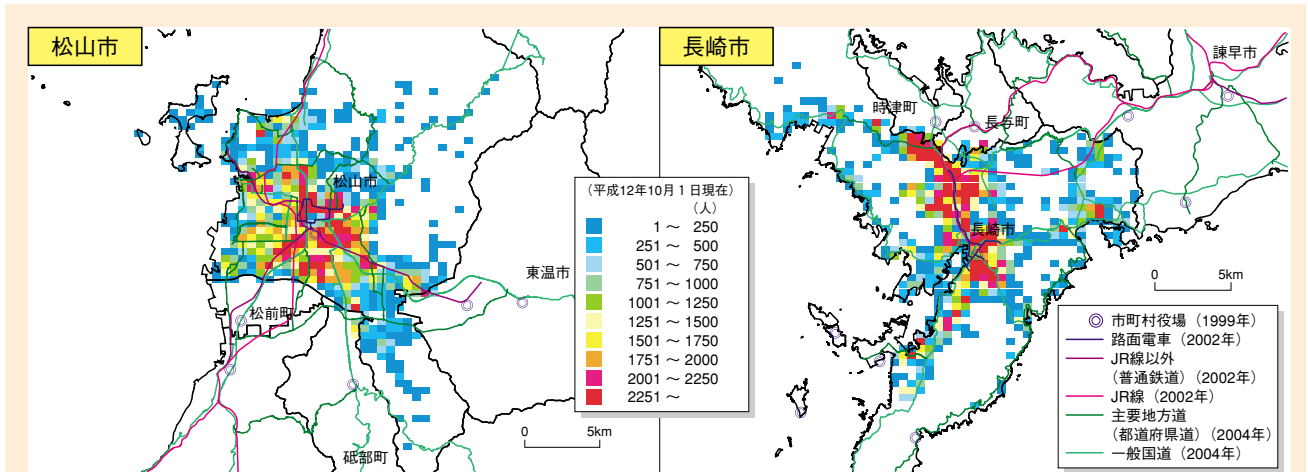 松山市
長崎市
諫早市
時津町
長与町
松山市
長崎市
東温市
松前町
砥部町
(平成12年10月1日現在)
(人)
1 ~ 250
251 ~ 500
501 ~ 750
751 ~ 1000
1001 ~ 1250
1251 ~ 1500
1501 ~ 1750
1751 ~ 2000
2001 ~ 2250
2251 ~
0 5km
0 5km
市町村役場(1999年)
路面電車(2002年)
JR線以外
(普通鉄道)(2002年)
JR線(2002年)
主要地方道
(都道府県道)(2004年)
一般国道(2004年)